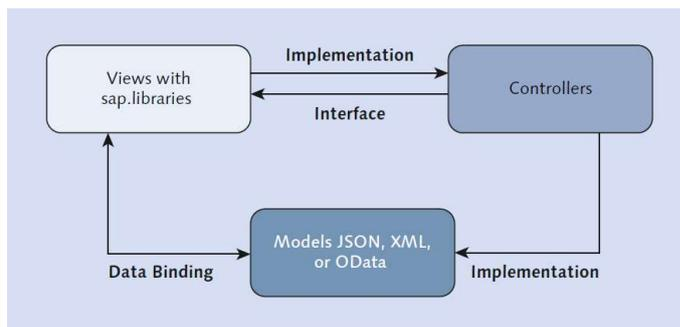 Implementation
Views with
sap.libraries
Controllers
Interface
Models JSON, XML,
or OData
Data Binding
Implementation